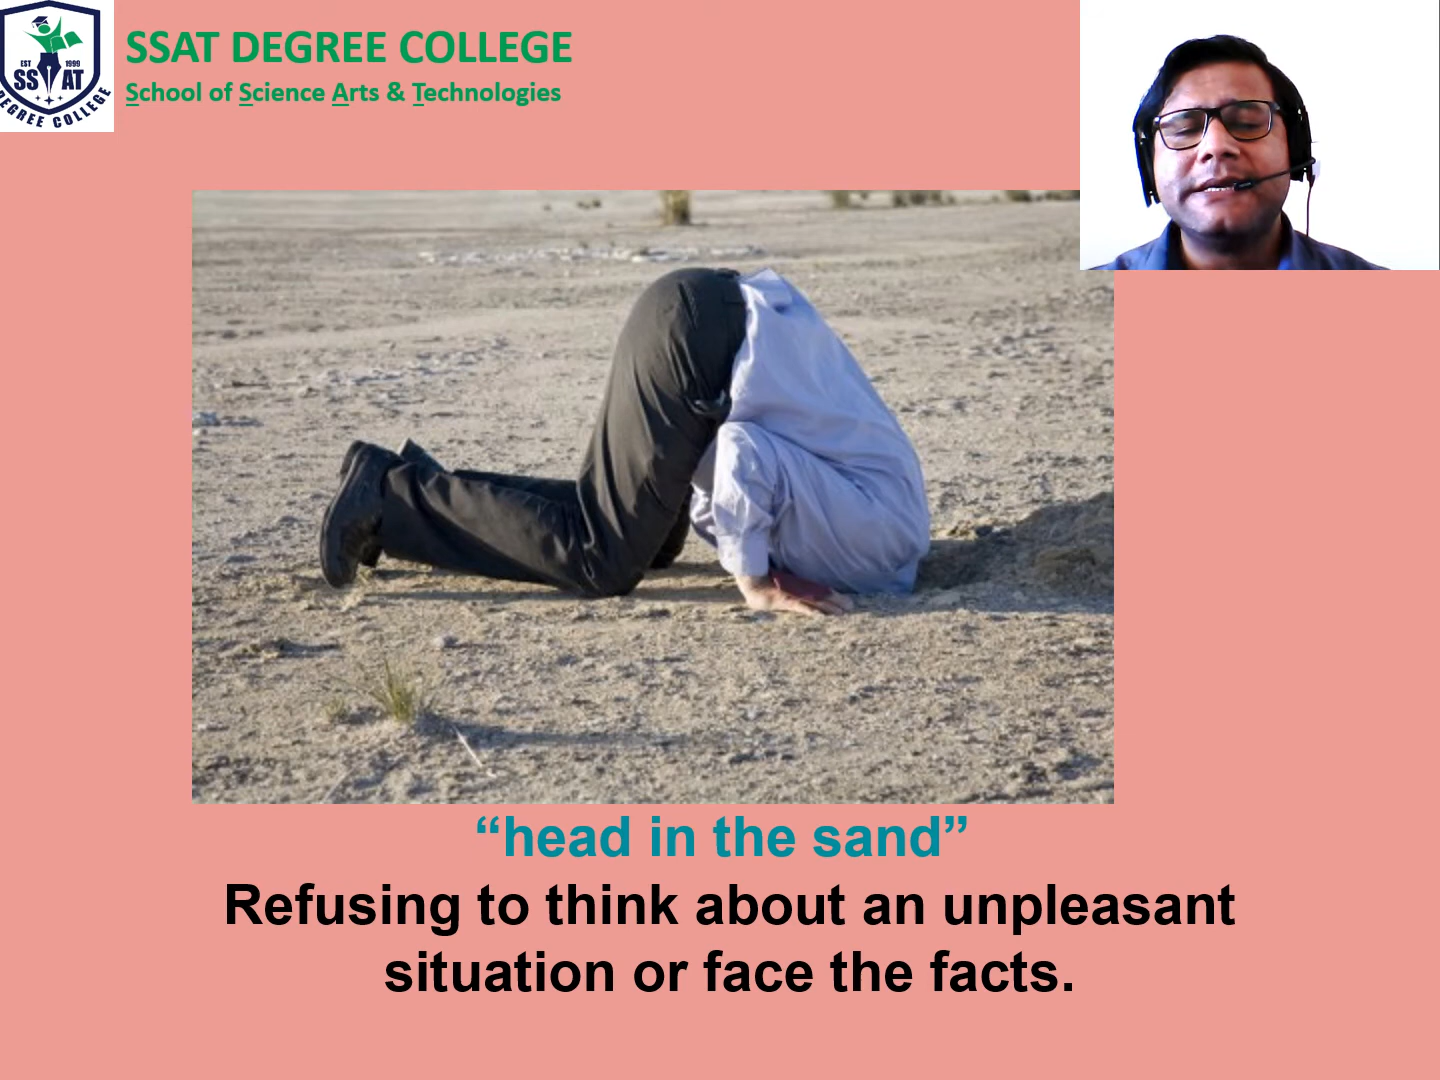 EST 1999
SS AT
DEGREE COLLEGE
SSAT DEGREE COLLEGE
School of Science Arts & Technologies
“head in the sand”
Refusing to think about an unpleasant
situation or face the facts.